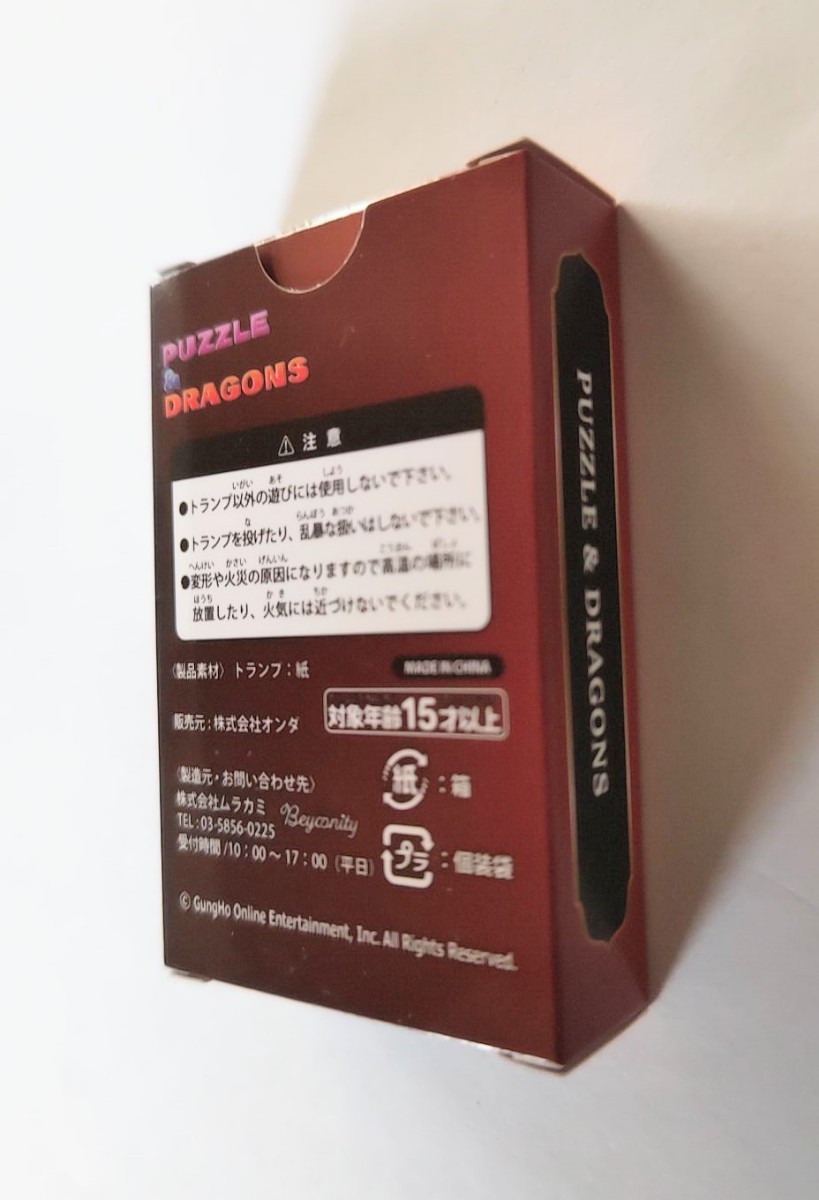 PUZZLE
&
DRAGONS
⚠ 注意
●トランプ以外の遊びには使用しないで下さい。
●トランプを投げたり、乱暴な扱いはしないで下さい。
●変形や火災の原因になりますので高温の場所に
放置したり、火気には近づけないでください。
〈製品素材〉トランプ：紙
MADE IN CHINA
販売元：株式会社オンダ
対象年齢15才以上
〈製造元・お問い合わせ先〉
株式会社ムラカミ
Beyoonity
TEL：03-5856-0225
受付時間/10：00～17：00（平日）
紙：箱
プラ：個装袋
© GungHo Online Entertainment, Inc. All Rights Reserved.
PUZZLE & DRAGONS